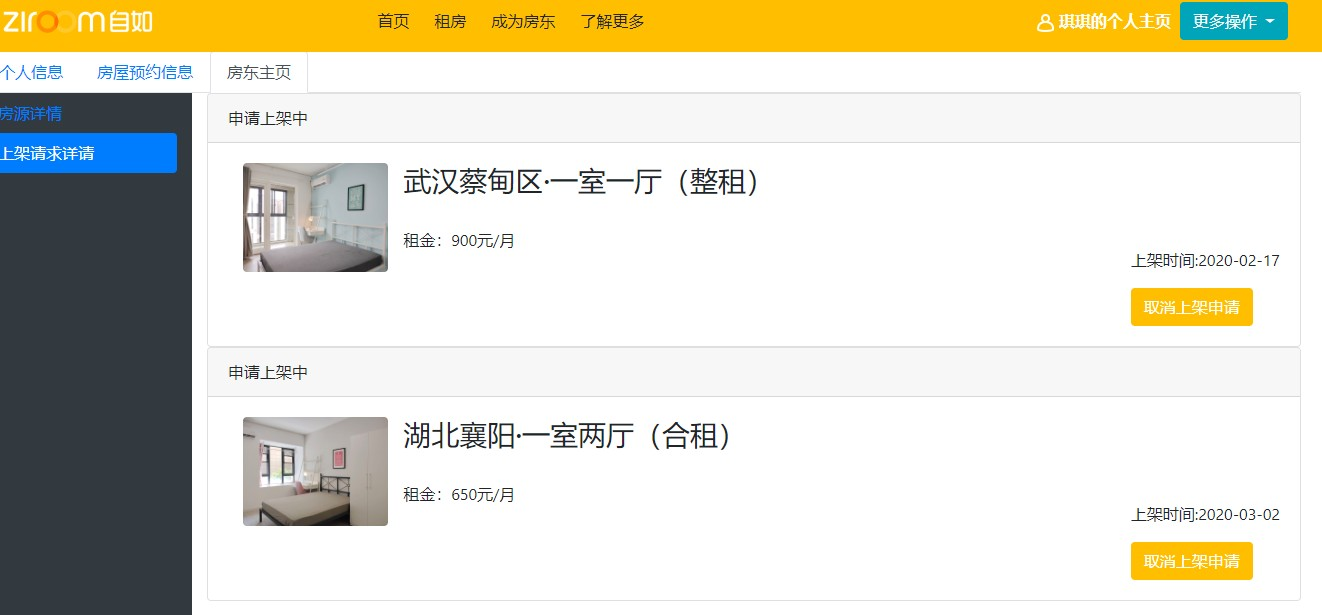 ziroom自如
首页 租房 成为房东 了解更多
琪琪的个人主页 更多操作
个人信息 房屋预约信息 房东主页
房源详情
上架请求详请
申请上架中
武汉蔡甸区·一室一厅（整租）
租金：900元/月
上架时间:2020-02-17
取消上架申请
申请上架中
湖北襄阳·一室两厅（合租）
租金：650元/月
上架时间:2020-03-02
取消上架申请